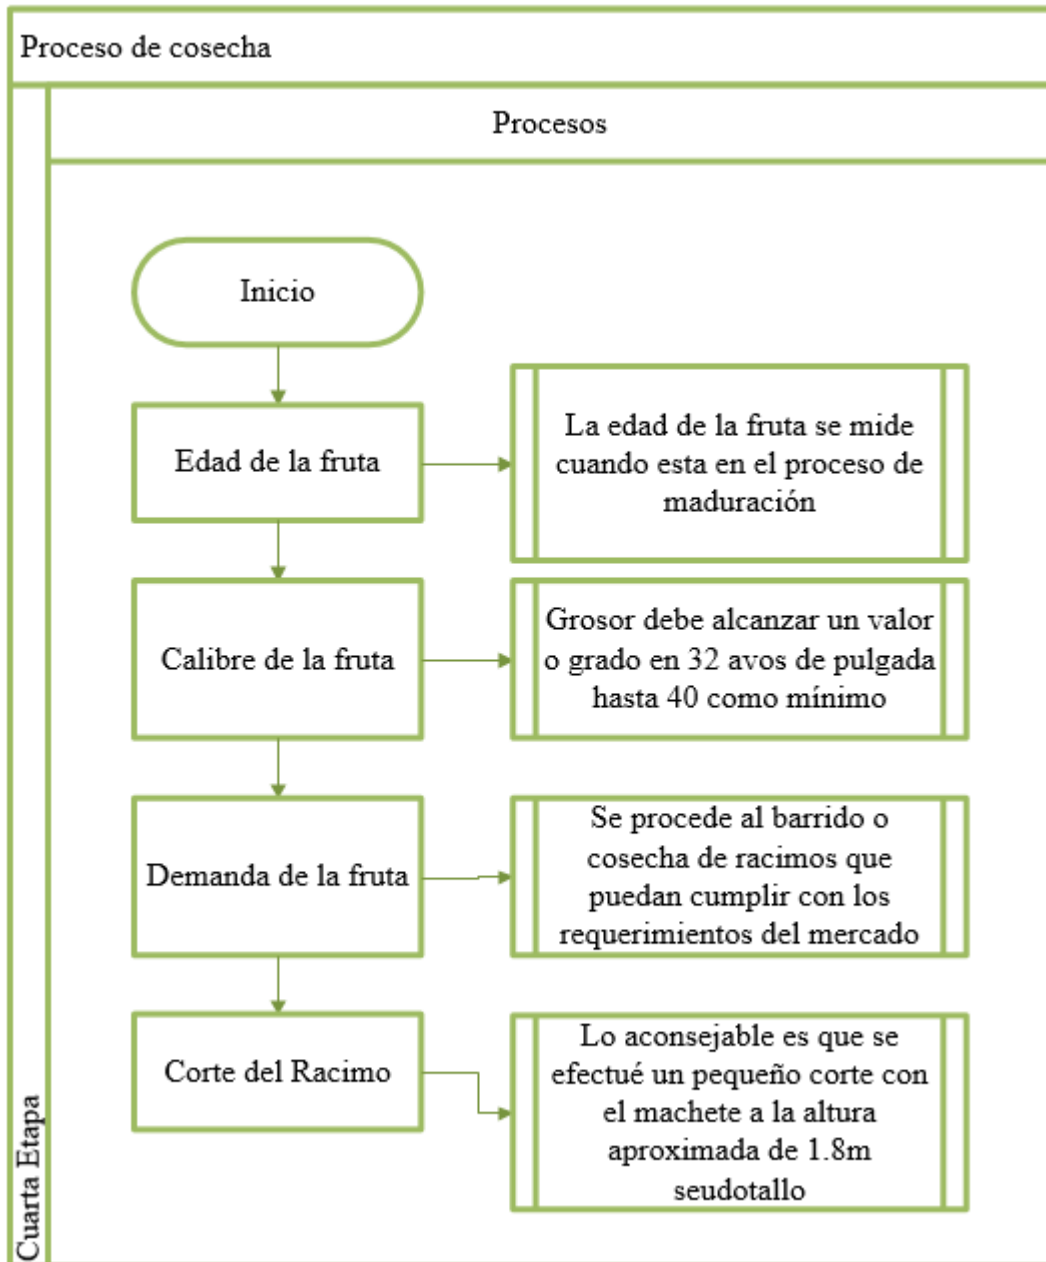 Proceso de cosecha
Procesos
Inicio
Edad de la fruta
La edad de la fruta se mide
cuando esta en el proceso de
maduración
Calibre de la fruta
Grosor debe alcanzar un valor
o grado en 32 avos de pulgada
hasta 40 como mínimo
Demanda de la fruta
Se procede al barrido o
cosecha de racimos que
puedan cumplir con los
requerimientos del mercado
Corte del Racimo
Lo aconsejable es que se
efectué un pequeño corte con
el machete a la altura
aproximada de 1.8m
seudotallo
Cuarta Etapa